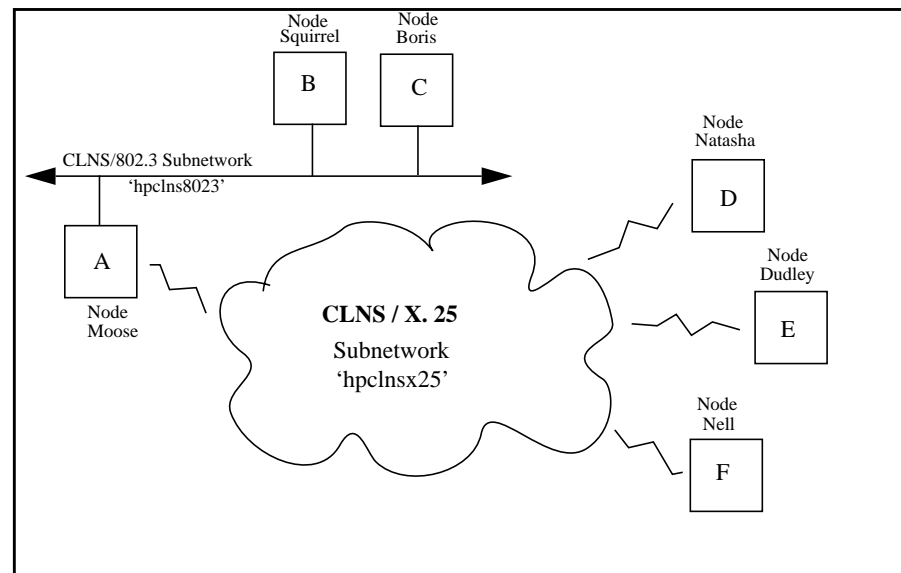 Node
Squirrel
B
Node
Boris
C
CLNS/802.3 Subnetwork
‘hpclns8023’
A
Node
Moose
CLNS / X. 25
Subnetwork
‘hpclnsx25’
Node
Natasha
D
Node
Dudley
E
Node
Nell
F